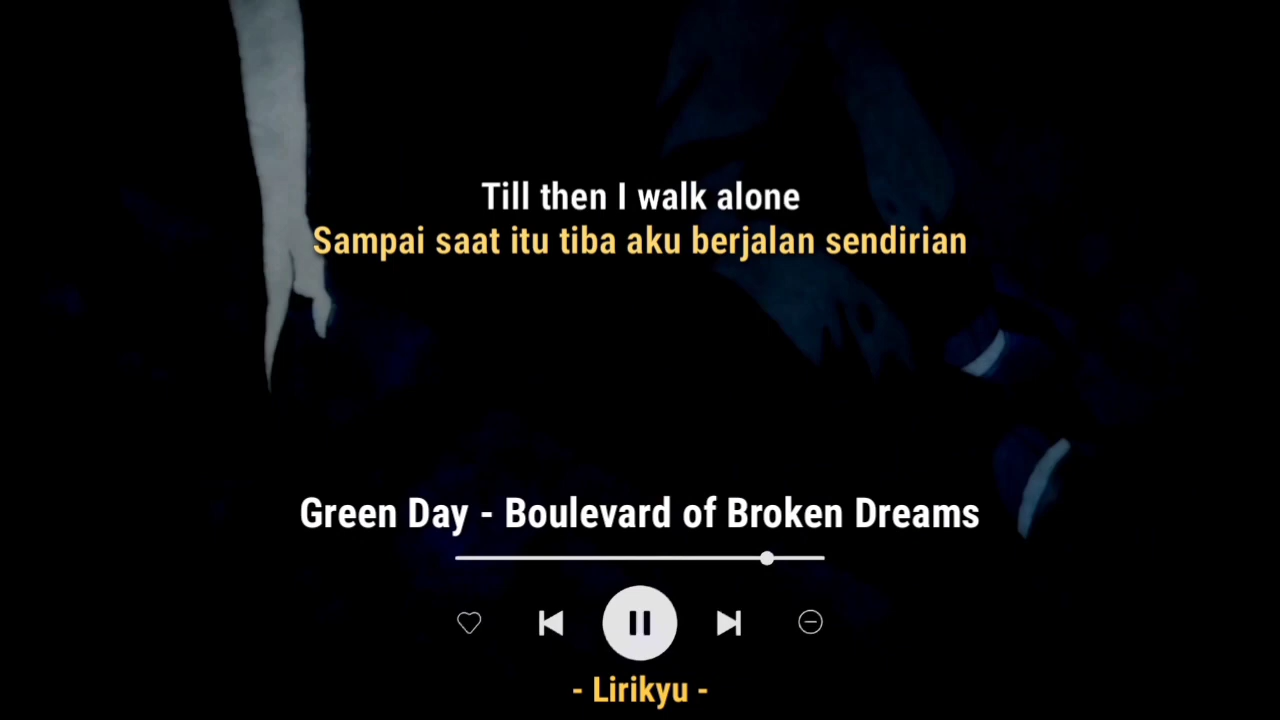 Till then I walk alone
Sampai saat itu tiba aku berjalan sendirian
Green Day - Boulevard of Broken Dreams
- Lirikyu -